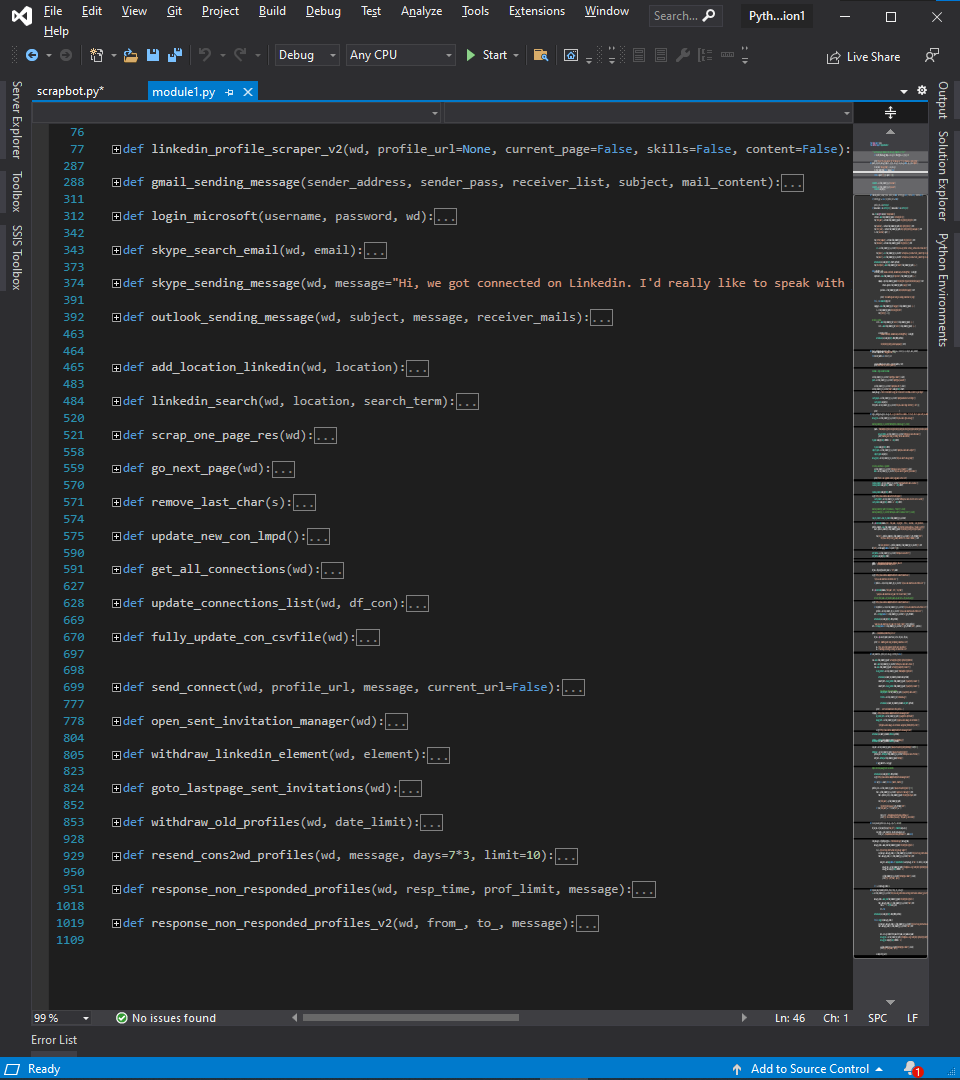 File Edit View Git Project Build Debug Test Analyze Tools Extensions Window Search... Pyth...ion1
Help
Debug Any CPU Start Live Share
scrapbot.py* module1.py
Server Explorer
Toolbox
SSIS Toolbox
76
77 def linkedin_profile_scraper_v2(wd, profile_url=None, current_page=False, skills=False, content=False):
287
288 def gmail_sending_message(sender_address, sender_pass, receiver_list, subject, mail_content):...
311
312 def login_microsoft(username, password, wd):...
342
343 def skype_search_email(wd, email):...
373
374 def skype_sending_message(wd, message="Hi, we got connected on Linkedin. I'd really like to speak with
391
392 def outlook_sending_message(wd, subject, message, receiver_mails):...
463
464
465 def add_location_linkedin(wd, location):...
483
484 def linkedin_search(wd, location, search_term):...
520
521 def scrap_one_page_res(wd):...
558
559 def go_next_page(wd):...
570
571 def remove_last_char(s):...
574
575 def update_new_con_lmpd():...
590
591 def get_all_connections(wd):...
627
628 def update_connections_list(wd, df_con):...
669
670 def fully_update_con_csvfile(wd):...
697
698
699 def send_connect(wd, profile_url, message, current_url=False):...
777
778 def open_sent_invitation_manager(wd):...
804
805 def withdraw_linkedin_element(wd, element):...
823
824 def goto_lastpage_sent_invitations(wd):...
852
853 def withdraw_old_profiles(wd, date_limit):...
928
929 def resend_cons2wd_profiles(wd, message, days=7*3, limit=10):...
950
951 def response_non_responded_profiles(wd, resp_time, prof_limit, message):...
1018
1019 def response_non_responded_profiles_v2(wd, from_, to_, message):...
1109
Output
Solution Explorer
Python Environments
99 % No issues found Ln: 46 Ch: 1 SPC LF
Error List
Ready Add to Source Control 1